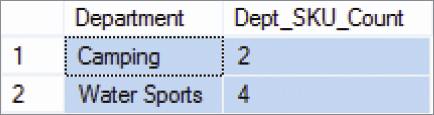 Department Dept_SKU_Count
1 Camping 2
2 Water Sports 4